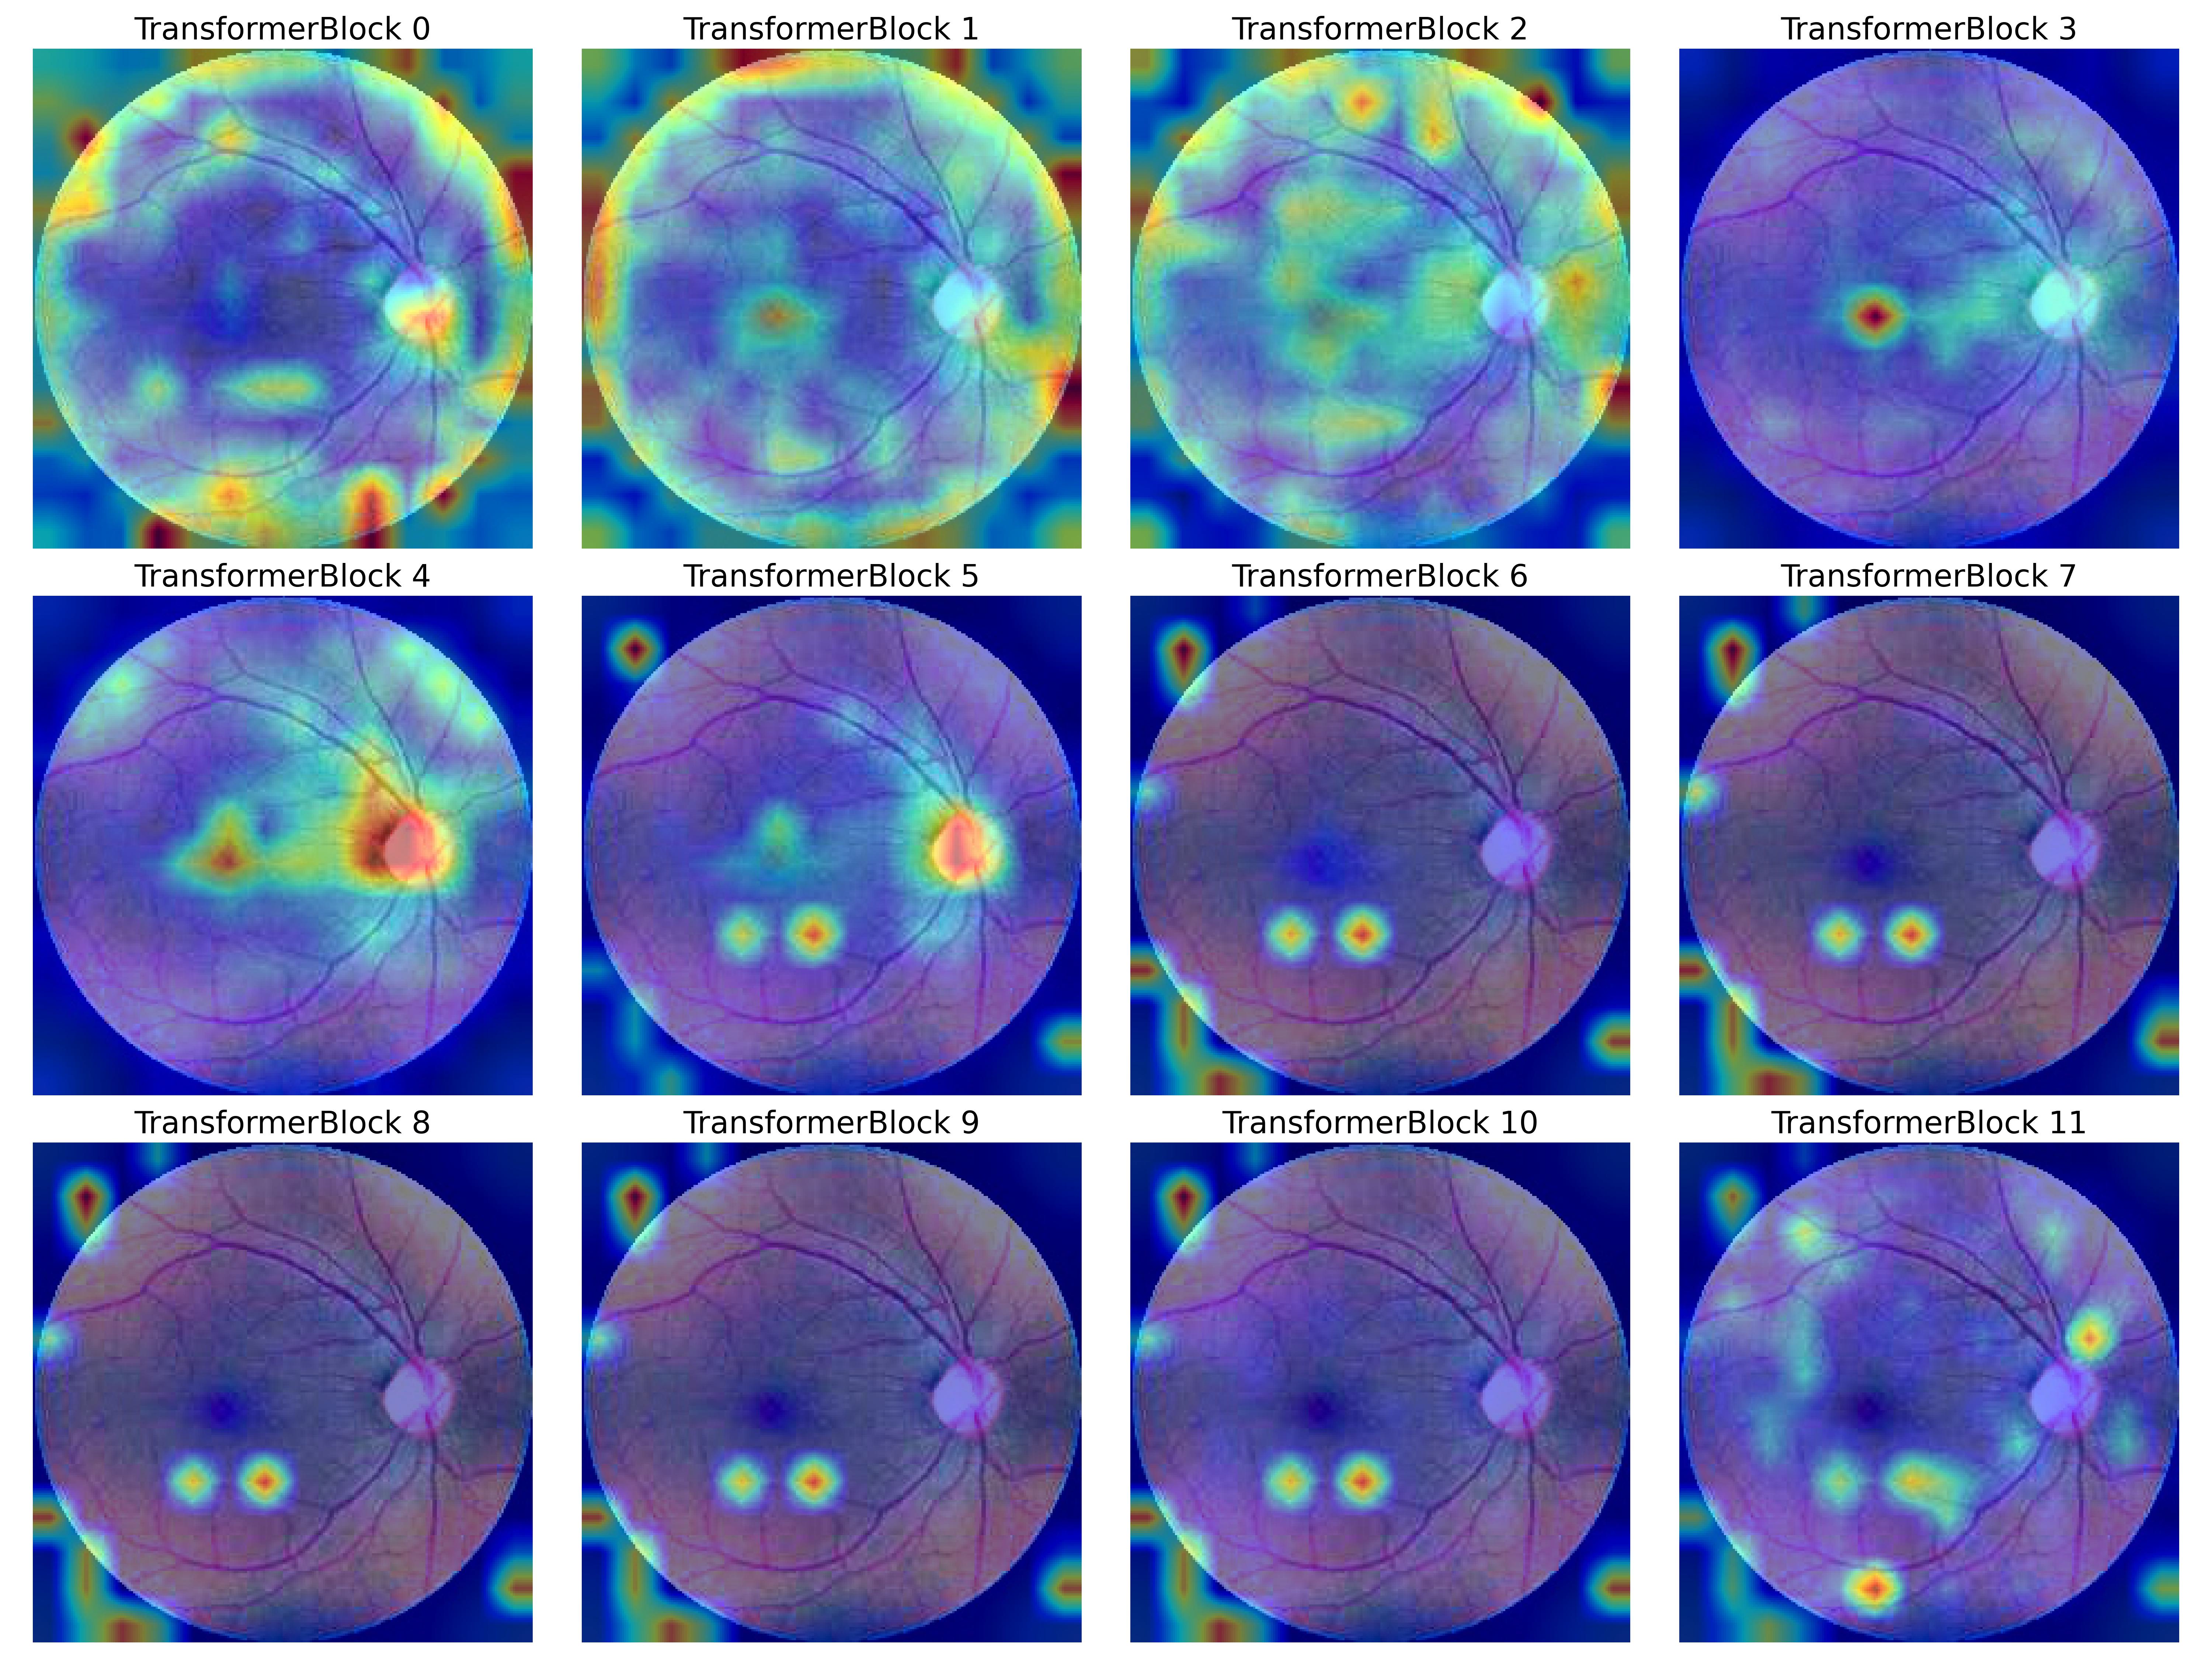 TransformerBlock 0
TransformerBlock 1
TransformerBlock 2
TransformerBlock 3
TransformerBlock 4
TransformerBlock 5
TransformerBlock 6
TransformerBlock 7
TransformerBlock 8
TransformerBlock 9
TransformerBlock 10
TransformerBlock 11